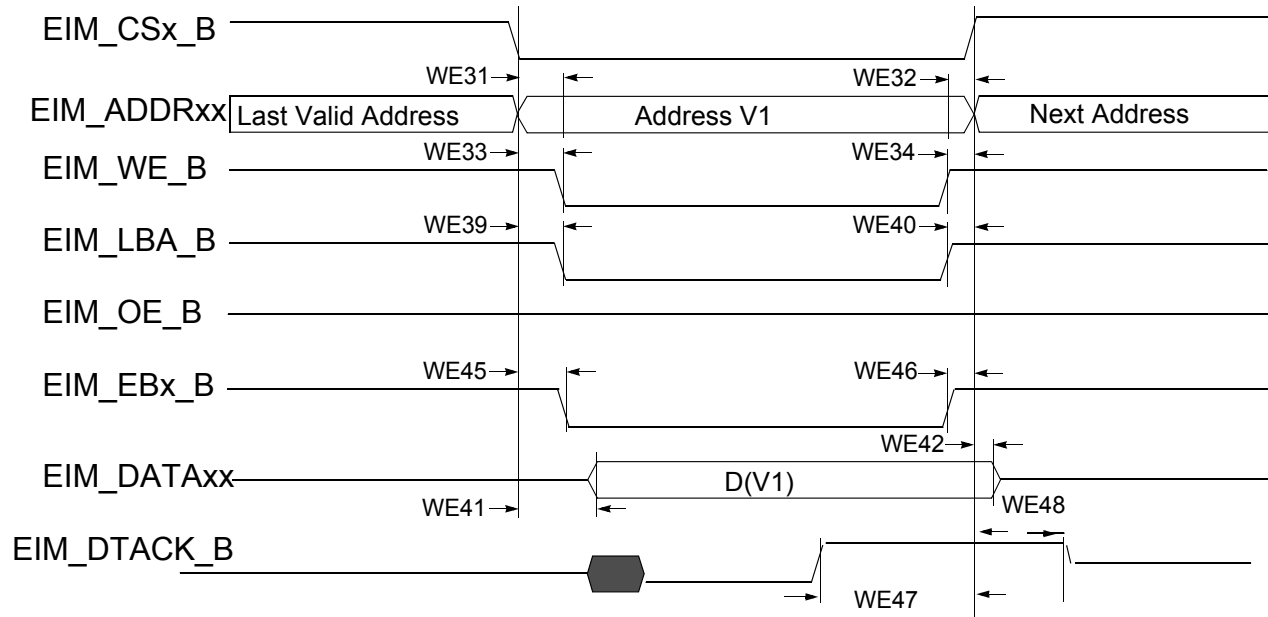 EIM_CSx_B
WE31
WE32
EIM_ADDRxx
Last Valid Address
Address V1
Next Address
WE33
WE34
EIM_WE_B
WE39
WE40
EIM_LBA_B
EIM_OE_B
WE45
WE46
EIM_EBx_B
WE42
EIM_DATAxx
D(V1)
WE41
WE48
EIM_DTACK_B
WE47